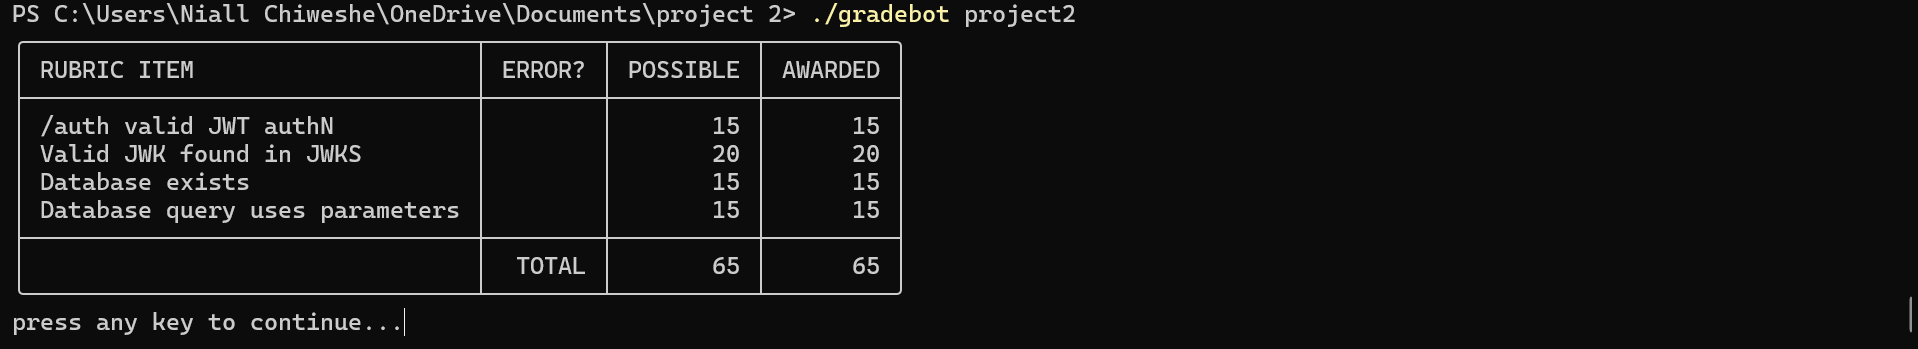 PS C:\Users\Niall Chiweshe\OneDrive\Documents\project 2> ./gradebot project2
RUBRIC ITEM ERROR? POSSIBLE AWARDED
/auth valid JWT authN 15 15
Valid JWK found in JWKS 20 20
Database exists 15 15
Database query uses parameters 15 15
TOTAL 65 65
press any key to continue...